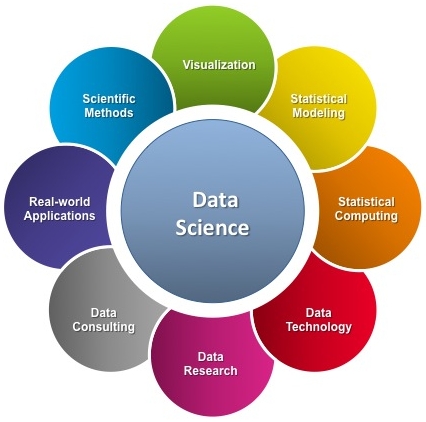 Visualization
Statistical
Modeling
Statistical
Computing
Data
Technology
Data
Research
Data
Consulting
Real-world
Applications
Scientific
Methods
Data
Science